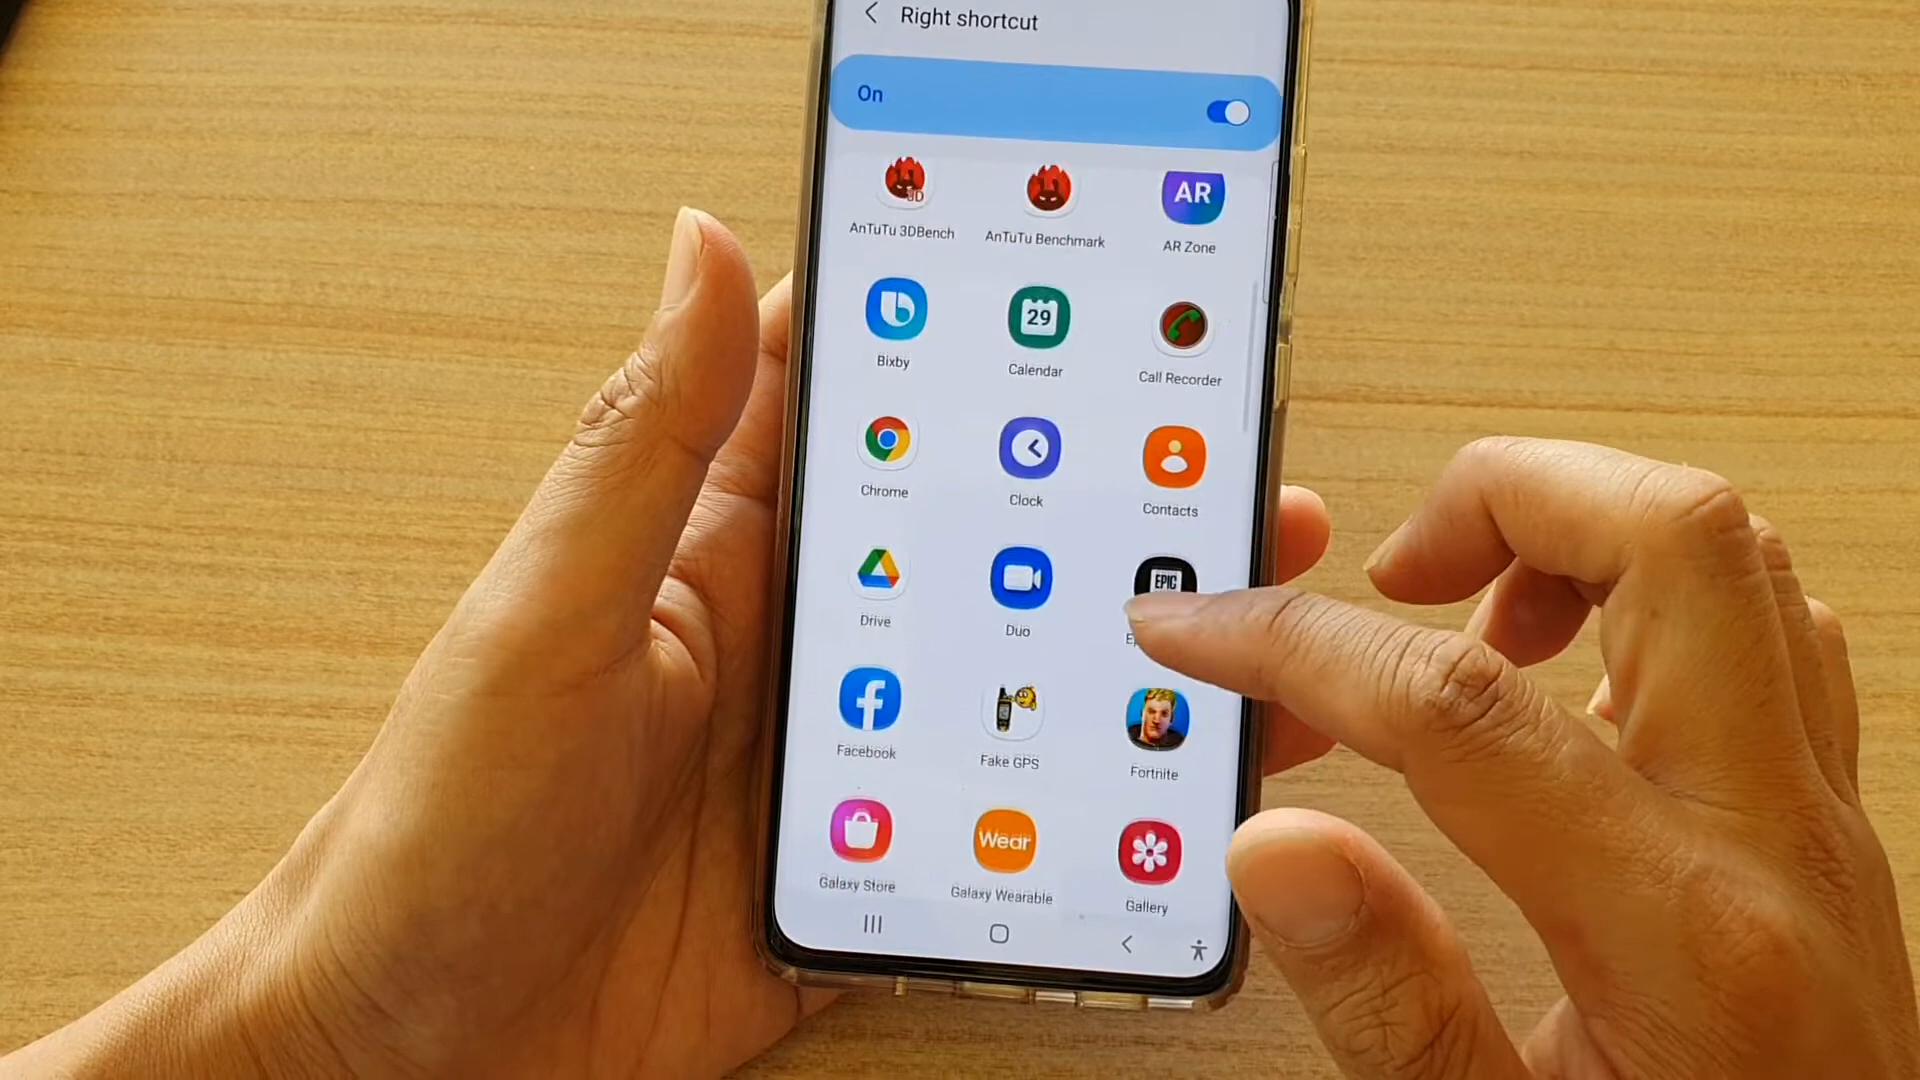 Right shortcut
On
3D
AR
AnTuTu 3DBench
AnTuTu Benchmark
AR Zone
29
Bixby
Calendar
Call Recorder
Chrome
Clock
Contacts
EPIC
Drive
Duo
Facebook
Fake GPS
Fortnite
Wear
Galaxy Store
Galaxy Wearable
Gallery